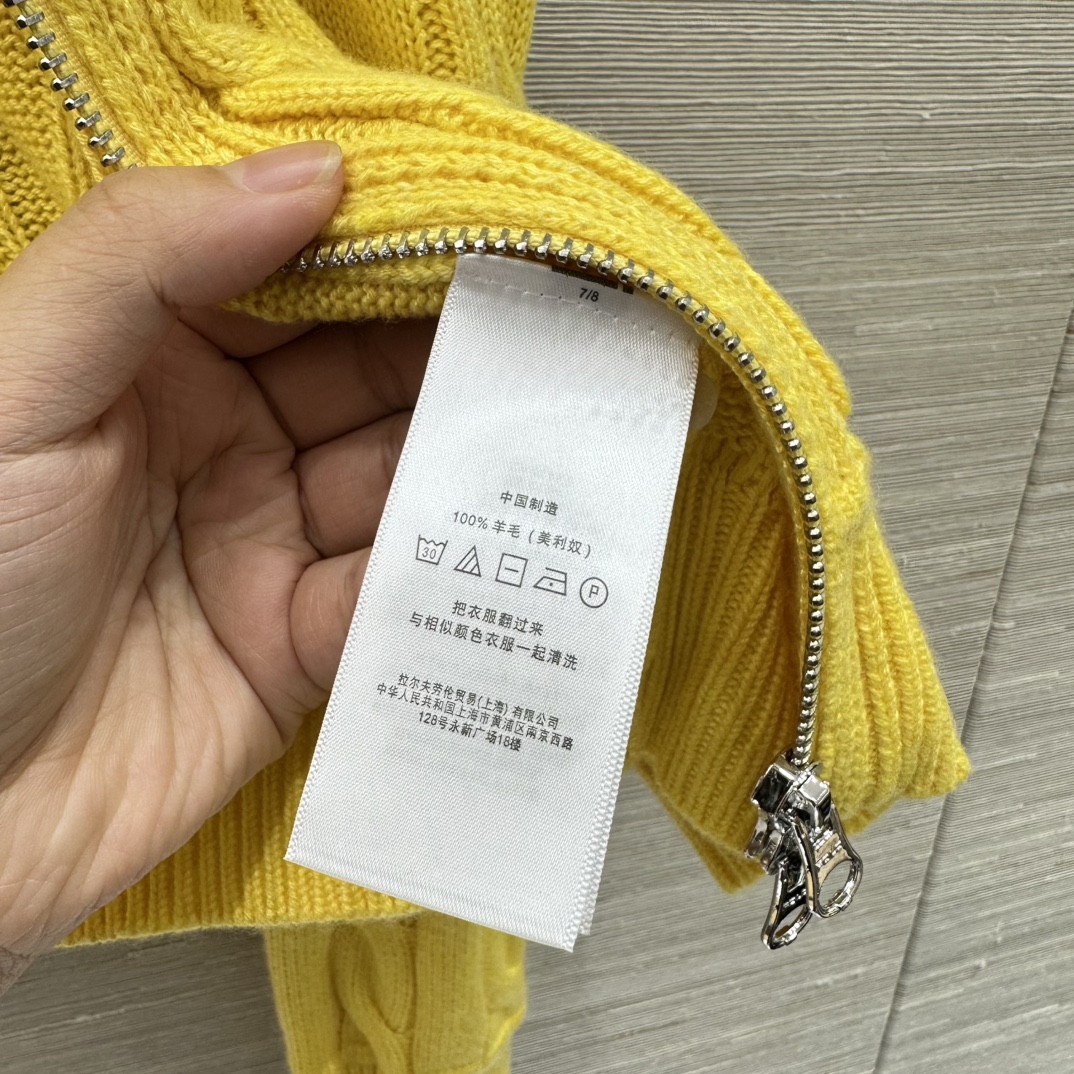 7/8
中国制造
100% 羊毛 (美利奴)
30
P
把衣服翻过来
与相似颜色衣服一起清洗
拉尔夫劳伦贸易(上海) 有限公司
中华人民共和国上海市黄浦区南京西路
128号永新广场18楼